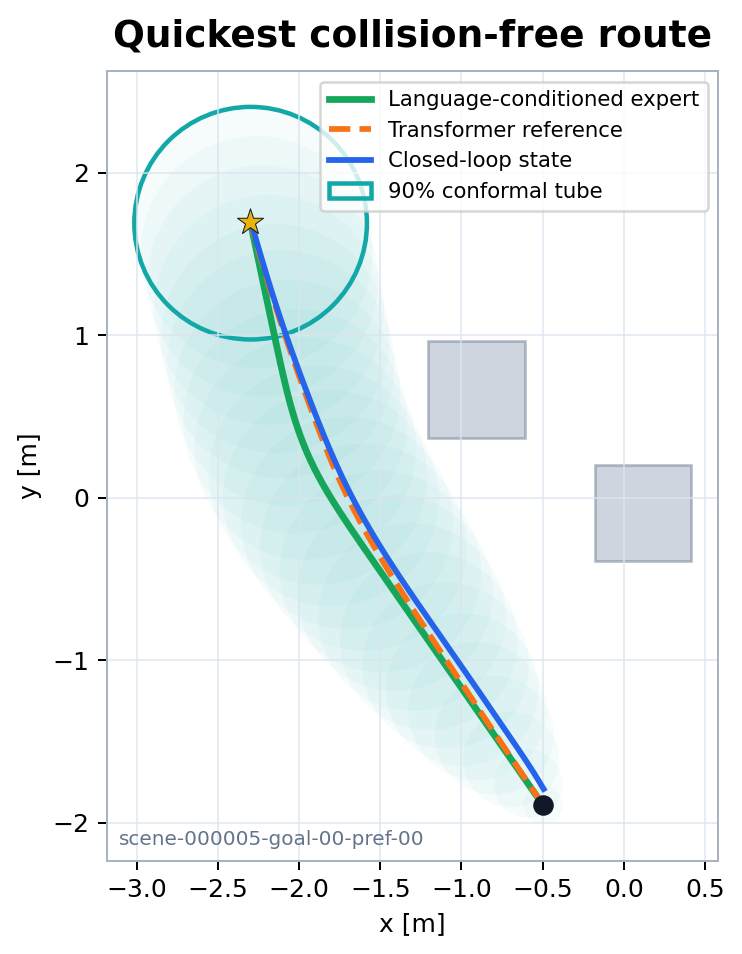 Quickest collision-free route
Language-conditioned expert
Transformer reference
Closed-loop state
90% conformal tube
2
1
0
−1
−2
y [m]
scene-000005-goal-00-pref-00
−3.0 −2.5 −2.0 −1.5 −1.0 −0.5 0.0 0.5
x [m]